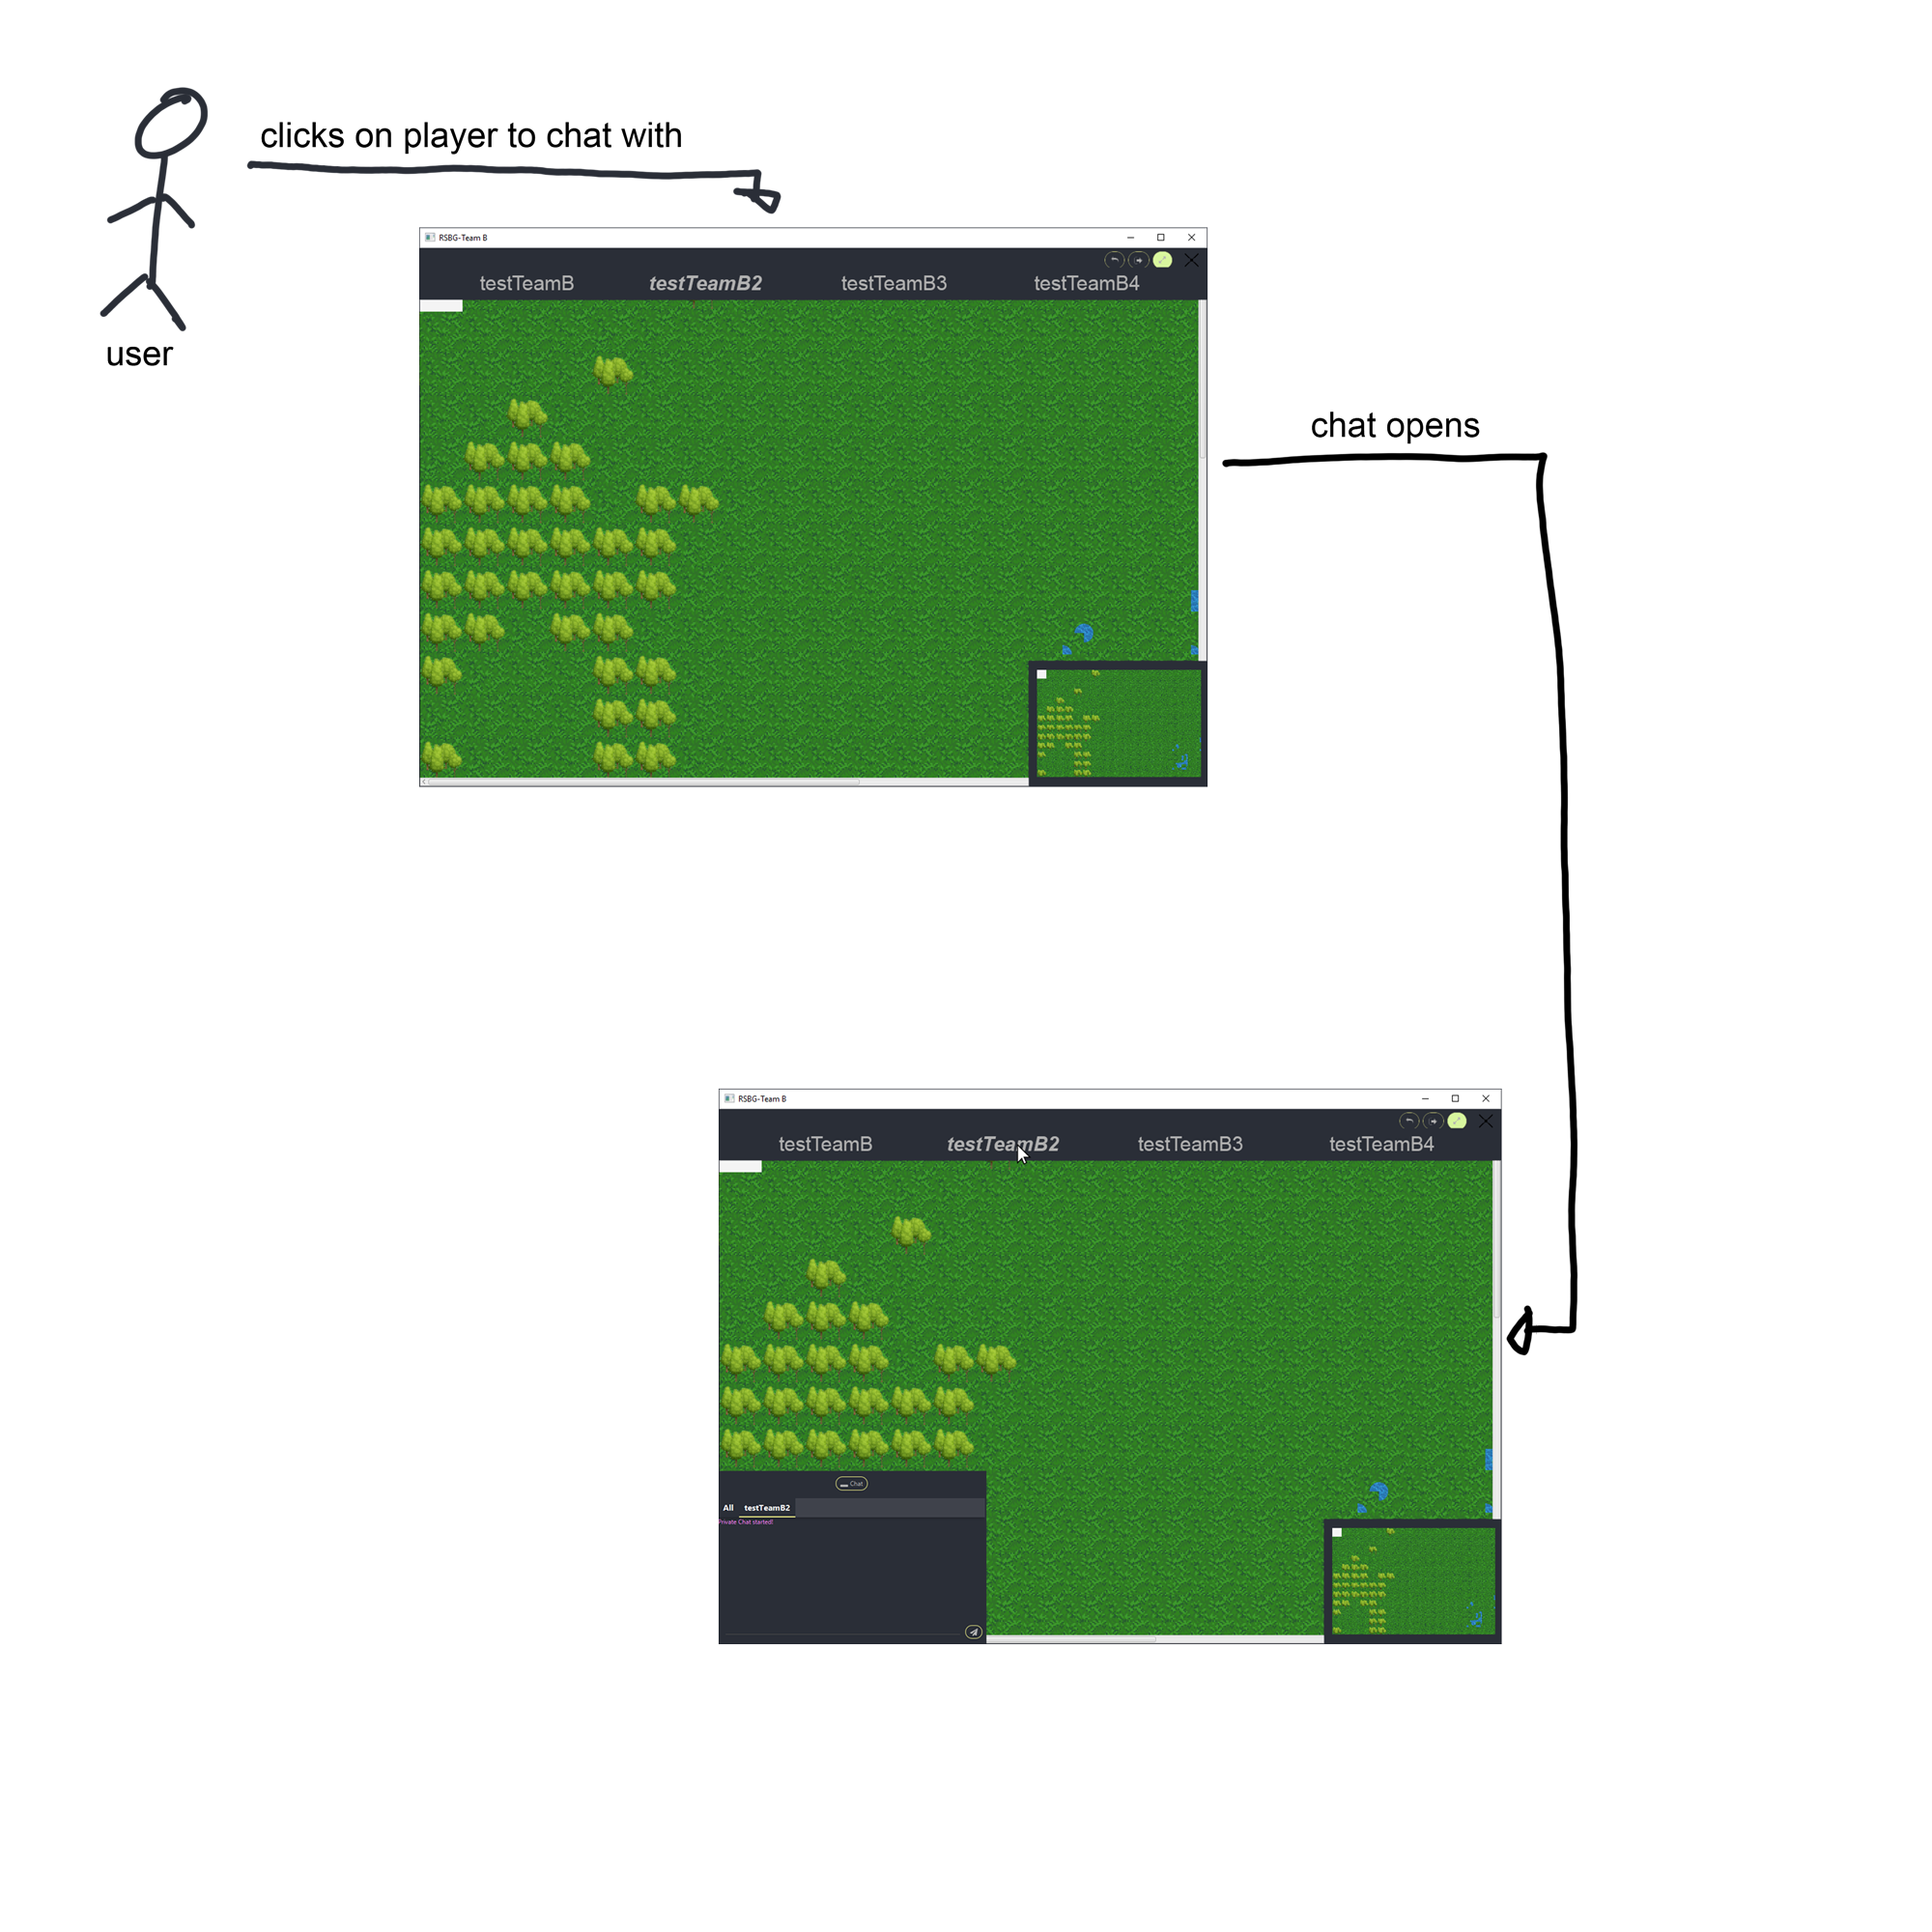 clicks on player to chat with
user
RSBG-Team B
testTeamB testTeamB2 testTeamB3 testTeamB4
chat opens
RSBG-Team B
testTeamB testTeamB2 testTeamB3 testTeamB4
Chat
All testTeamB2
Private Chat started!